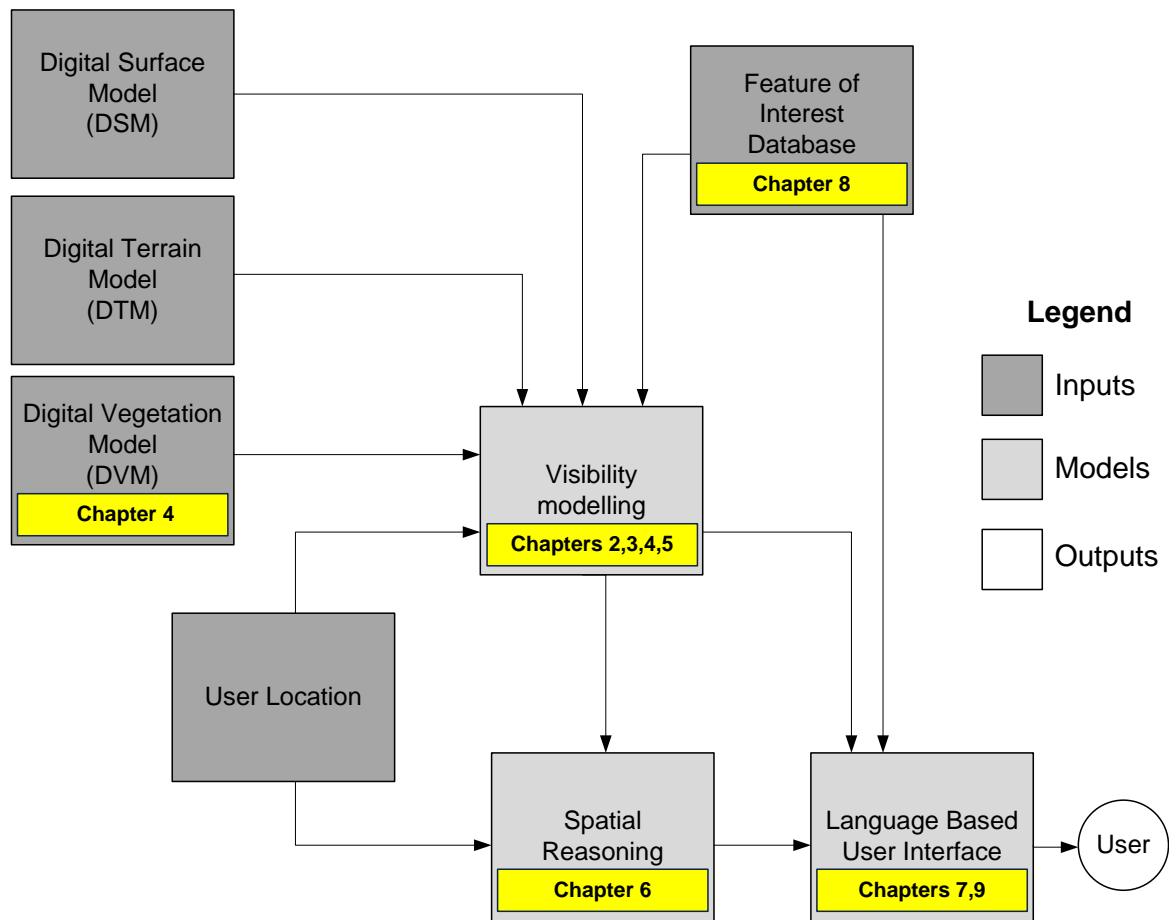 Digital Surface
Model
(DSM)
Feature of
Interest
Database
Chapter 8
Digital Terrain
Model
(DTM)
Legend
Inputs
Models
Outputs
Digital Vegetation
Model
(DVM)
Chapter 4
Visibility
modelling
Chapters 2,3,4,5
User Location
Spatial
Reasoning
Chapter 6
Language Based
User Interface
Chapters 7,9
User